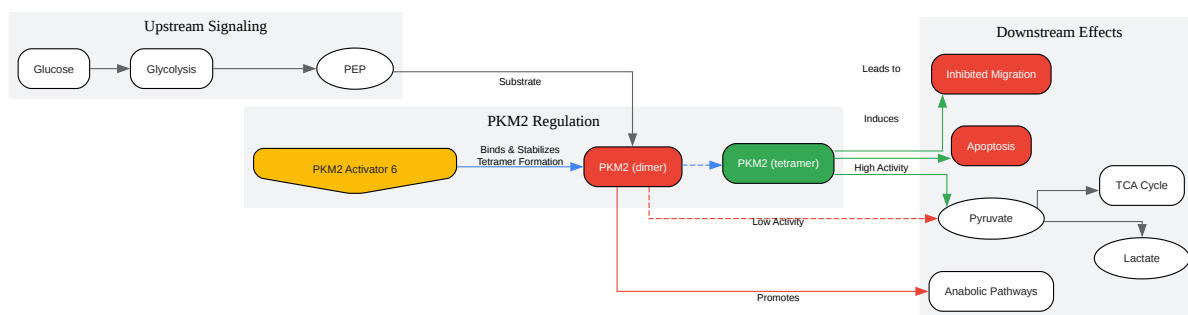 Upstream Signaling
Glucose
Glycolysis
PEP
Substrate
PKM2 Regulation
PKM2 Activator 6
Binds & Stabilizes
Tetramer Formation
PKM2 (dimer)
PKM2 (tetramer)
Leads to
Induces
High Activity
Low Activity
Promotes
Downstream Effects
Inhibited Migration
Apoptosis
TCA Cycle
Pyruvate
Lactate
Anabolic Pathways